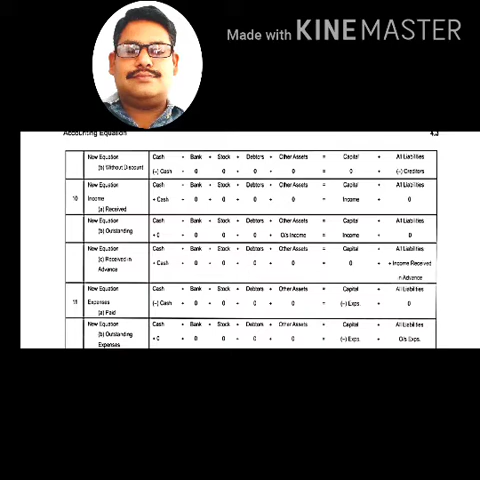 Made with KINEMASTER
Accounting Equation 4.3
New Equation Cash + Bank + Stock + Debtors + Other Assets = Capital + All Liabilities
(b) Without Discount (–) Cash + 0 0 + 0 + 0 = 0 + (–) Creditors
New Equation Cash + Bank + Stock + Debtors + Other Assets = Capital + All Liabilities
10 Income + Cash + 0 + 0 + 0 + 0 = Income + 0
(a) Received
New Equation Cash + Bank + Stock + Debtors + Other Assets = Capital + All Liabilities
(b) Outstanding + 0 + 0 0 + 0 + O/s Income = Income + 0
New Equation Cash + Bank + Stock + Debtors + Other Assets = Capital + All Liabilities
(c) Received in + Cash + 0 0 + 0 + 0 = 0 + + Income Received
Advance in Advance
New Equation Cash + Bank + Stock + Debtors + Other Assets = Capital + All Liabilities
11 Expenses (–) Cash + 0 0 + 0 + 0 = (–) Exps. + 0
(a) Paid
New Equation Cash + Bank + Stock + Debtors + Other Assets = Capital + All Liabilities
(b) Outstanding + 0 + 0 0 + 0 + 0 = (–) Exps. + O/s Exps.
Expenses